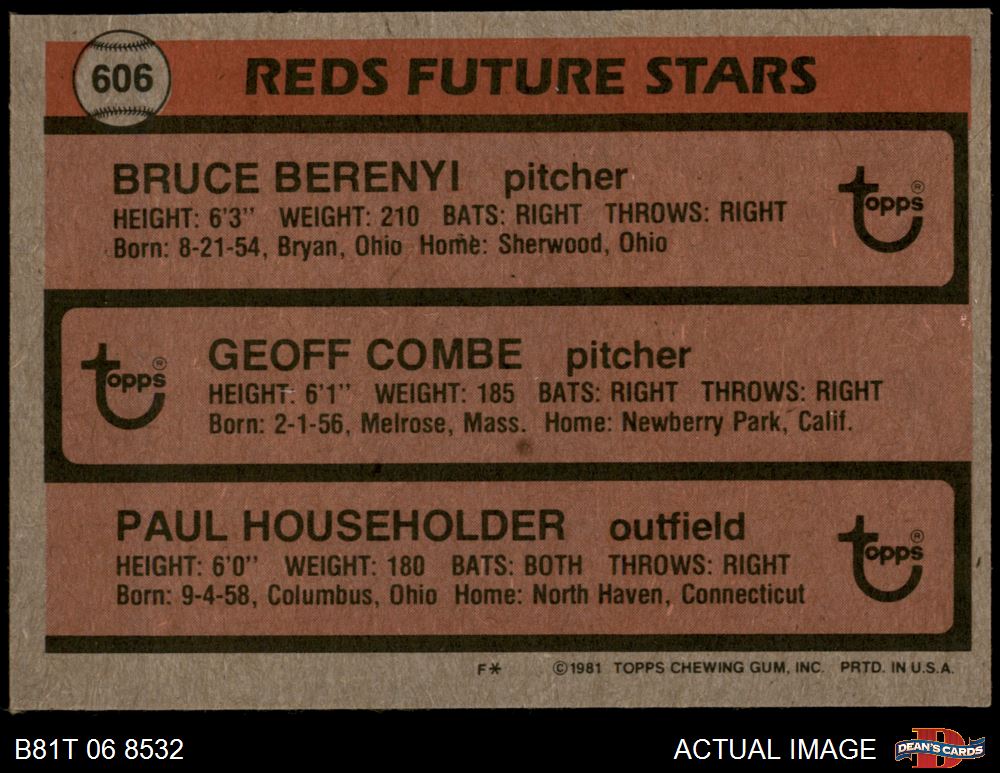 606
REDS FUTURE STARS
BRUCE BERENYI pitcher
HEIGHT: 6'3" WEIGHT: 210 BATS: RIGHT THROWS: RIGHT
Born: 8-21-54, Bryan, Ohio Home: Sherwood, Ohio
topps®
GEOFF COMBE pitcher
HEIGHT: 6'1" WEIGHT: 185 BATS: RIGHT THROWS: RIGHT
Born: 2-1-56, Melrose, Mass. Home: Newberry Park, Calif.
topps®
PAUL HOUSEHOLDER outfield
HEIGHT: 6'0" WEIGHT: 180 BATS: BOTH THROWS: RIGHT
Born: 9-4-58, Columbus, Ohio Home: North Haven, Connecticut
topps®
F* ©1981 TOPPS CHEWING GUM, INC. PRTD. IN U.S.A.
B81T 06 8532
ACTUAL IMAGE
D
DEAN'S CARDS